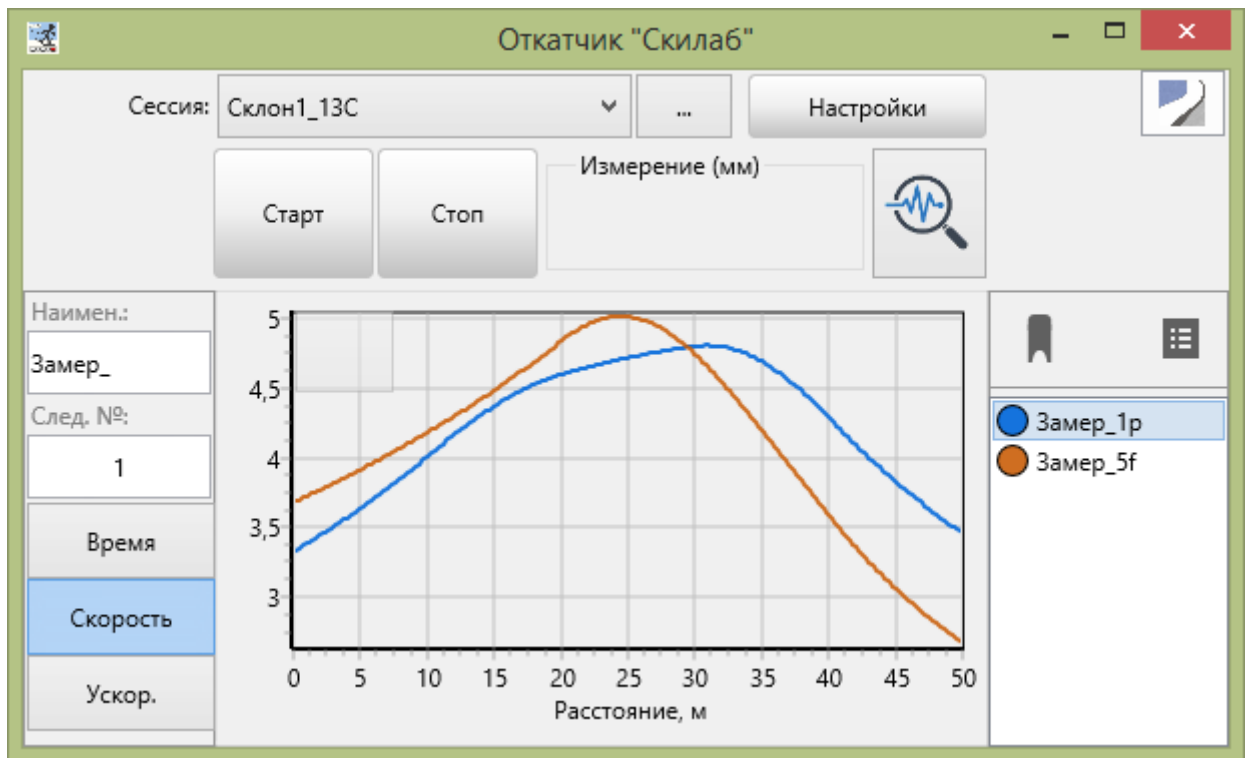 Откатчик "Скилаб"
Сессия: Склон1_13С ... Настройки
Старт Стоп Измерение (мм)
Наимен.:
Замер_
След. №:
1
Время
Скорость
Ускор.
5
4,5
4
3,5
3
0 5 10 15 20 25 30 35 40 45 50
Расстояние, м
Замер_1p
Замер_5f